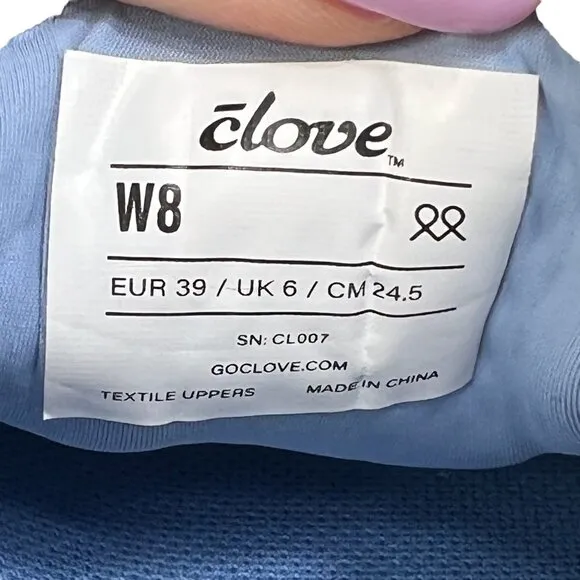 clove™
W8
EUR 39 / UK 6 / CM 24.5
SN: CL007
GOCLOVE.COM
TEXTILE UPPERS MADE IN CHINA